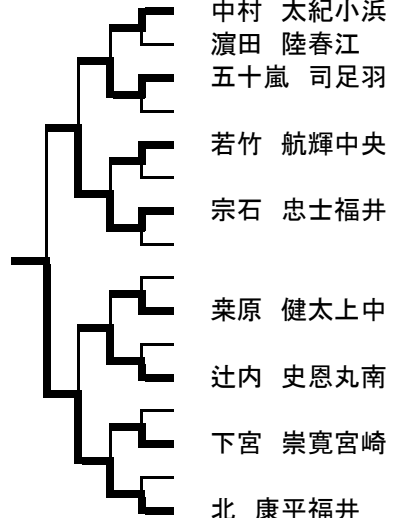 中村 太紀小浜
濵田 陸春江
五十嵐 司足羽
若竹 航輝中央
宗石 忠士福井
桒原 健太上中
辻内 史恩丸南
下宮 崇寛宮崎
北 康平福井